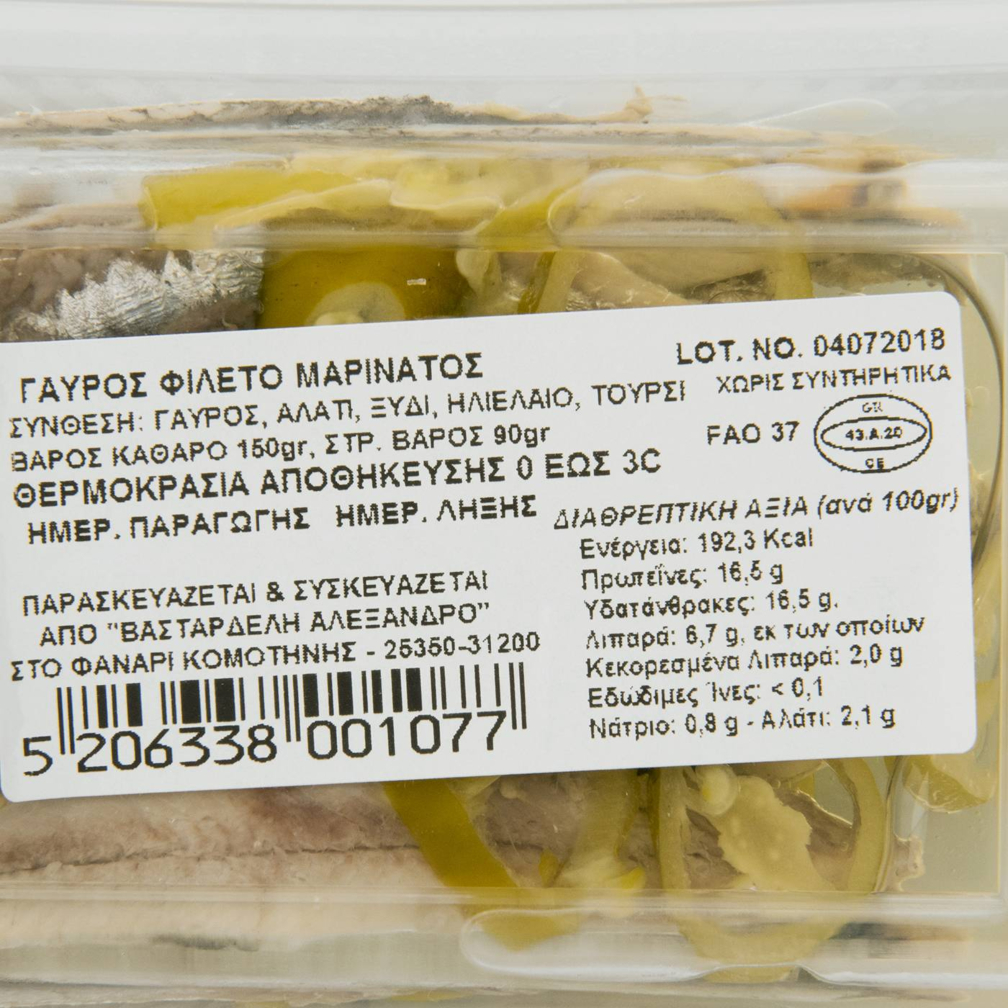 ΓΑΥΡΟΣ ΦΙΛΕΤΟ ΜΑΡΙΝΑΤΟΣ
LOT. NO. 04072018
ΣΥΝΘΕΣΗ: ΓΑΥΡΟΣ, ΑΛΑΤΙ, ΞΥΔΙ, ΗΛΙΕΛΑΙΟ, ΤΟΥΡΣΙ
ΧΩΡΙΣ ΣΥΝΤΗΡΗΤΙΚΑ
ΒΑΡΟΣ ΚΑΘΑΡΟ 150gr, ΣΤΡ. ΒΑΡΟΣ 90gr
FAO 37
GR
43.A.20
CE
ΘΕΡΜΟΚΡΑΣΙΑ ΑΠΟΘΗΚΕΥΣΗΣ 0 ΕΩΣ 3C
ΗΜΕΡ. ΠΑΡΑΓΩΓΗΣ ΗΜΕΡ. ΛΗΞΗΣ
ΔΙΑΘΡΕΠΤΙΚΗ ΑΞΙΑ (ανά 100gr)
Ενέργεια: 192,3 Kcal
Πρωτεΐνες: 16,5 g
Υδατάνθρακες: 16,5 g.
Λιπαρά: 6,7 g, εκ των οποίων
Κεκορεσμένα Λιπαρά: 2,0 g
Εδώδιμες Ίνες: < 0,1
Νάτριο: 0,8 g - Αλάτι: 2,1 g
ΠΑΡΑΣΚΕΥΑΖΕΤΑΙ & ΣΥΣΚΕΥΑΖΕΤΑΙ
ΑΠΟ "ΒΑΣΤΑΡΔΕΛΗ ΑΛΕΞΑΝΔΡΟ"
ΣΤΟ ΦΑΝΑΡΙ ΚΟΜΟΤΗΝΗΣ - 25350-31200
5 206338 001077